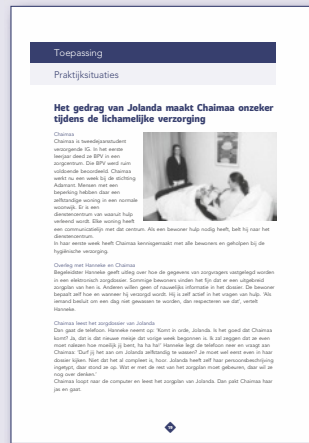 Toepassing
Praktijksituaties
Het gedrag van Jolanda maakt Chaimaa onzeker
tijdens de lichamelijke verzorging
Chaimaa
Chaimaa is tweedejaarsstudent
verzorgende IG. In het eerste
leerjaar deed ze BPV in een
zorgcentrum. Die BPV werd ruim
voldoende beoordeeld. Chaimaa
werkt nu een week bij de stichting
Adamant. Mensen met een
beperking hebben daar een
zelfstandige woning in een normale
woonwijk. Er is een
dienstencentrum van waaruit hulp
verleend wordt. Elke woning heeft
een communicatielijn met dat centrum. Als een bewoner hulp nodig heeft, belt hij naar het
dienstencentrum.
In haar eerste week heeft Chaimaa kennisgemaakt met alle bewoners en geholpen bij de
hygiënische verzorging.
Overleg met Hanneke en Chaimaa
Begeleidster Hanneke geeft uitleg over hoe de gegevens van zorgvragers vastgelegd worden
in een elektronisch zorgdossier. Sommige bewoners vinden het fijn dat er een uitgebreid
zorgplan van hen is. Anderen willen geen of nauwelijks informatie in het dossier. De bewoner
bepaalt zelf hoe en wanneer hij verzorgd wordt. Hij is zelf actief in het vragen van hulp. 'Als
iemand besluit om een dag niet gewassen te worden, dan respecteren we dat', vertelt
Hanneke.
Chaimaa leest het zorgdossier van Jolanda
Dan gaat de telefoon. Hanneke neemt op: 'Komt in orde, Jolanda. Is het goed dat Chaimaa
komt? Ja, dat is dat nieuwe meisje dat vorige week begonnen is. Ik zal zeggen dat ze even
moet nalezen hoe moeilijk jij bent, ha ha ha!' Hanneke legt de telefoon neer en vraagt aan
Chaimaa: 'Durf jij het aan om Jolanda zelfstandig te wassen? Je moet wel eerst even in haar
dossier kijken. Niet dat het al compleet is, hoor. Jolanda heeft zelf haar persoonsbeschrijving
ingetypt, daar stond ze op. Wat er met de rest van het zorgplan moet gebeuren, daar wil ze
nog over denken.'
Chaimaa loopt naar de computer en leest het zorgplan van Jolanda. Dan pakt Chaimaa haar
jas en gaat.